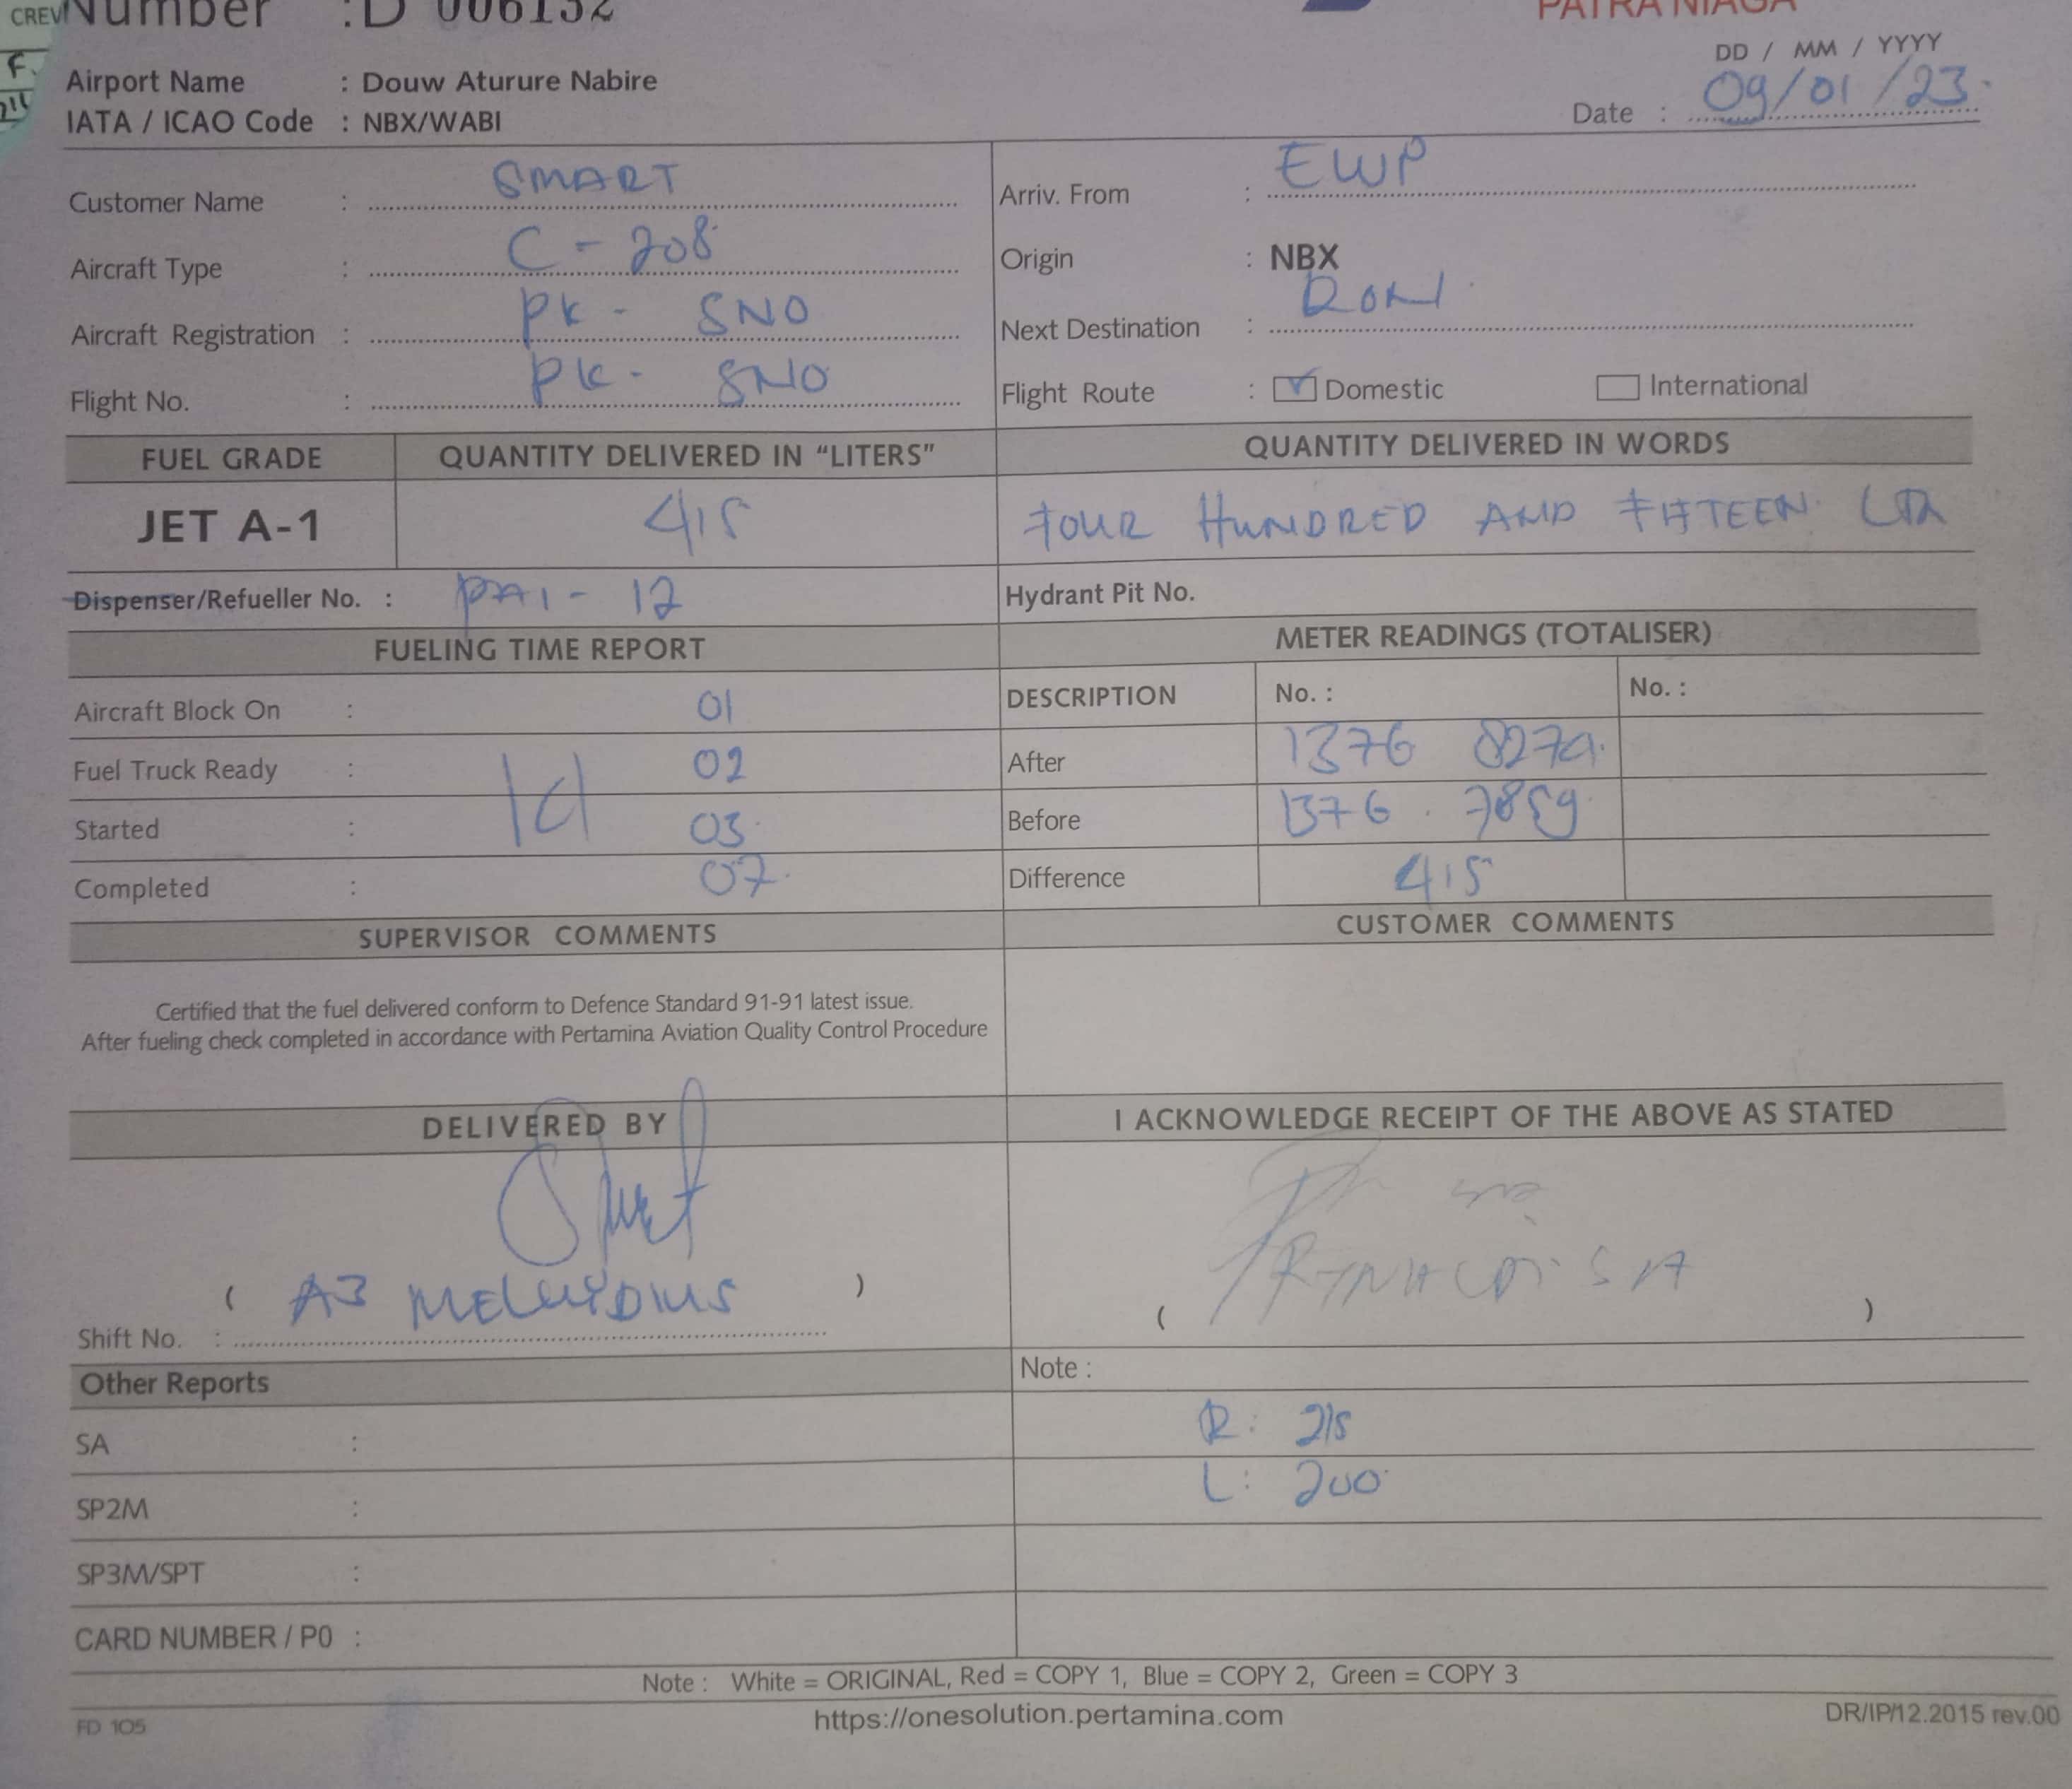 CREW
F.
Number : D 006132
PATRA NIAGA
DD / MM / YYYY
Airport Name : Douw Aturure Nabire
Date : 09/01/23
IATA / ICAO Code : NBX/WABI
Customer Name : SMART
Arriv. From : EWP
Aircraft Type : C-208
Origin : NBX
Aircraft Registration : PK - SNO
Next Destination : RON
Flight No. : PK - SNO
Flight Route : Domestic International
FUEL GRADE QUANTITY DELIVERED IN "LITERS" QUANTITY DELIVERED IN WORDS
JET A-1 415 FOUR HUNDRED AND FIFTEEN LTR
Dispenser/Refueller No. : PA1 - 12 Hydrant Pit No.
FUELING TIME REPORT METER READINGS (TOTALISER)
Aircraft Block On : 01 DESCRIPTION No. : No. :
Fuel Truck Ready : 02 After 1376 8274
Started : 03 Before 1376 . 7859
Completed : 07 Difference 415
SUPERVISOR COMMENTS CUSTOMER COMMENTS
Certified that the fuel delivered conform to Defence Standard 91-91 latest issue.
After fueling check completed in accordance with Pertamina Aviation Quality Control Procedure
DELIVERED BY I ACKNOWLEDGE RECEIPT OF THE ABOVE AS STATED
( A3 )
( )
Shift No. :
Other Reports Note :
SA : R : 215
SP2M : L : 200
SP3M/SPT :
CARD NUMBER / P0 :
Note : White = ORIGINAL, Red = COPY 1, Blue = COPY 2, Green = COPY 3
FD 105 https://onesolution.pertamina.com DR/IP/12.2015 rev.00